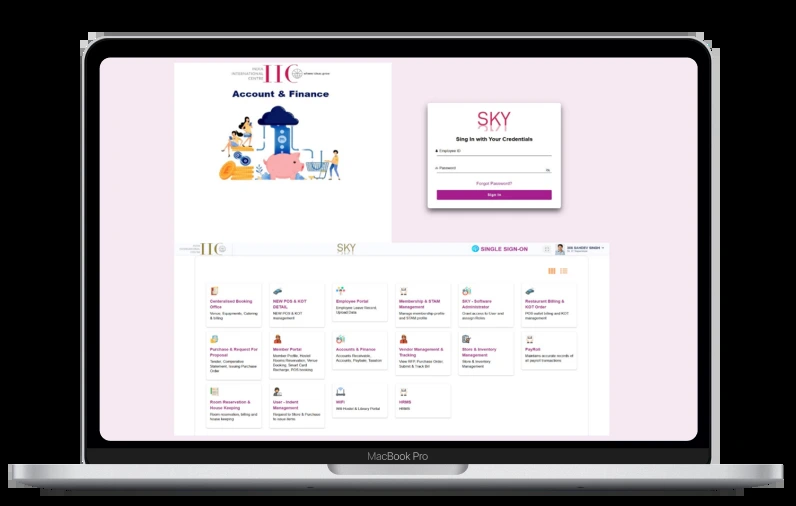 INDIA
INTERNATIONAL
CENTRE
IIC
Account & Finance
SKY
Sing In with Your Credentials
Employee ID
Password
Forgot Password?
Sign In
IIC
SKY
SINGLE SIGN-ON
Centeralised Booking
Office
Venue, Equipments, Catering
& billing
NEW POS & KOT
DETAIL
NEW POS & KOT
management
Employee Portal
Employee Leave Record,
Upload Data
Membership & STAM
Management
Manage membership profile
and STAM profile
SKY - Software
Administrator
Grant access to User and
assign Roles
Restaurant Billing &
KOT Order
POS outlet billing and KOT
management
Purchase & Request For
Proposal
Tender, Comparative
Statement, Issuing Purchase
Order
Member Portal
Member Profile, Hostel
Room Reservation, Venue
Booking, Smart Card
Recharge, POS booking
Accounts & Finance
Accounts Receivable,
Accounts, Payable, Taxation
Vendor Management &
Tracking
View RFP, Purchase Order,
Submit & Track Bill
Store & Inventory
Management
Store & Inventory
Management
PayRoll
Maintains accurate records of
all payroll transactions
Room Reservation &
House Keeping
Room reservation, billing and
house keeping
User - Indent
Management
Request to Store & Purchase
to issue items
WiFi
Wifi Hostel & Library Portal
HRMS
HRMS
MacBook Pro